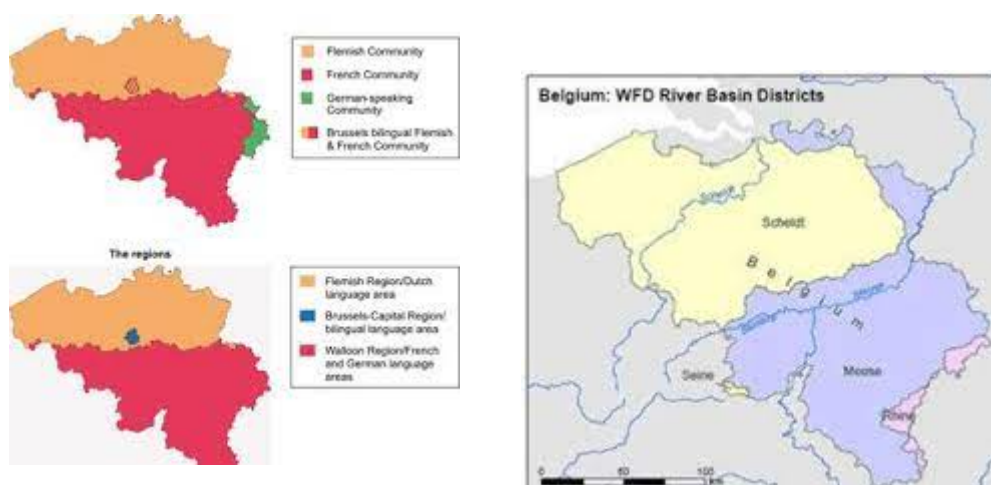 Flemish Community
French Community
German-speaking
Community
Brussels bilingual Flemish
& French Community
The regions
Flemish Region/Dutch
language area
Brussels-Capital Region/
bilingual language area
Walloon Region/French
and German language
areas
Belgium: WFD River Basin Districts
Scheldt
Belgium
Seine
Rhine
0
50
100
km